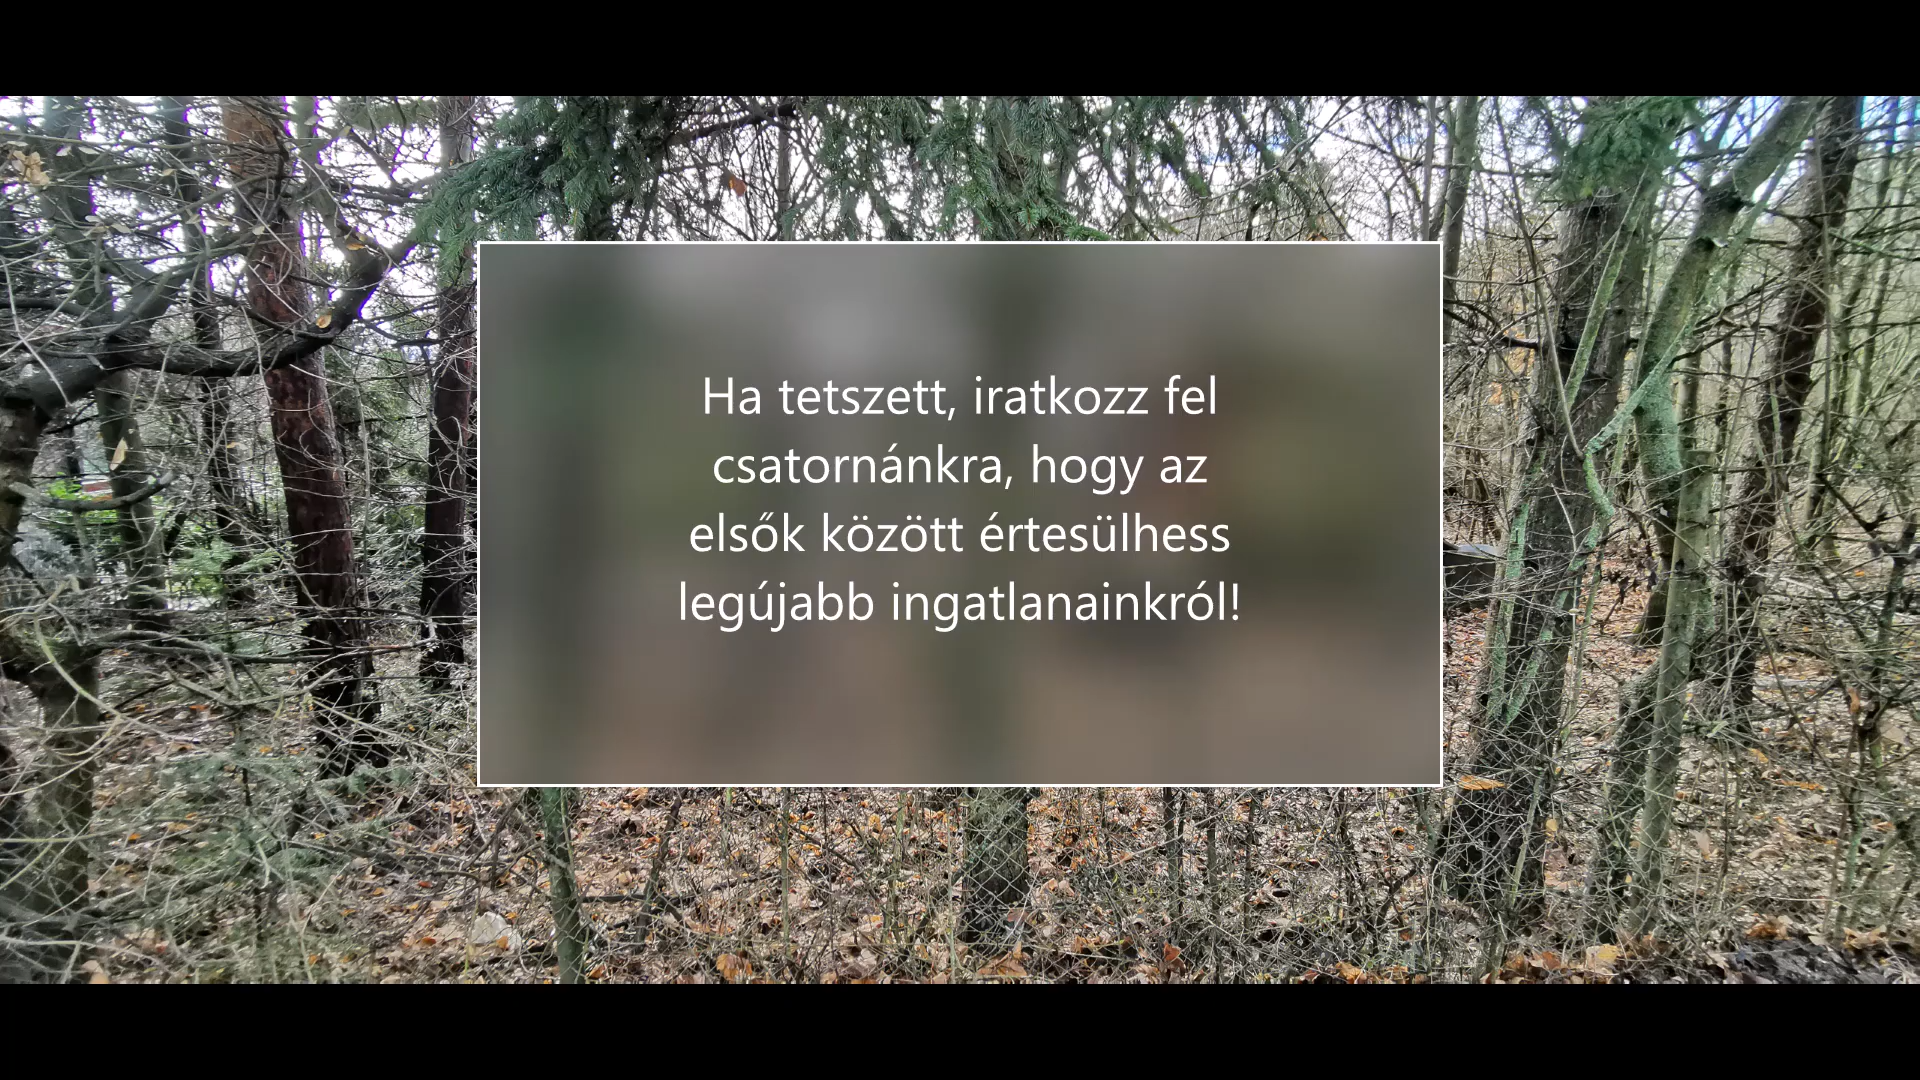 Ha tetszett, iratkozz fel
csatornánkra, hogy az
elsők között értesülhess
legújabb ingatlanainkról!